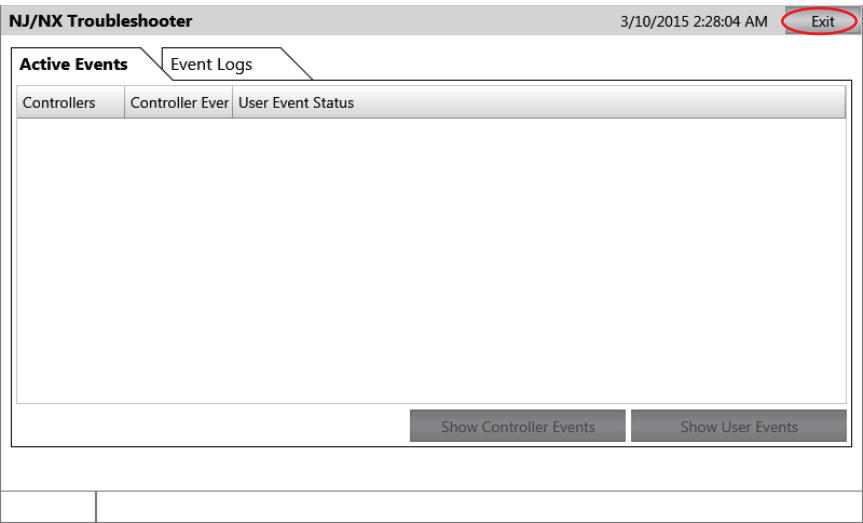 NJ/NX Troubleshooter 3/10/2015 2:28:04 AM Exit
Active Events Event Logs
Controllers Controller Ever User Event Status
Show Controller Events Show User Events